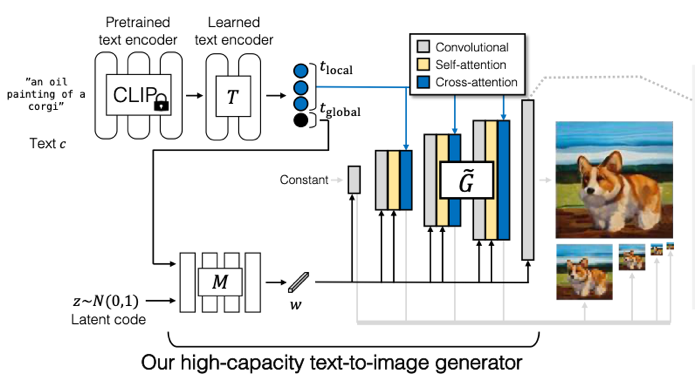 Pretrained
text encoder
Learned
text encoder
"an oil
painting of a
corgi"
Text c
CLIP
T
t_local
t_global
Convolutional
Self-attention
Cross-attention
Constant
G̃
M
w
z~N(0,1)
Latent code
Our high-capacity text-to-image generator